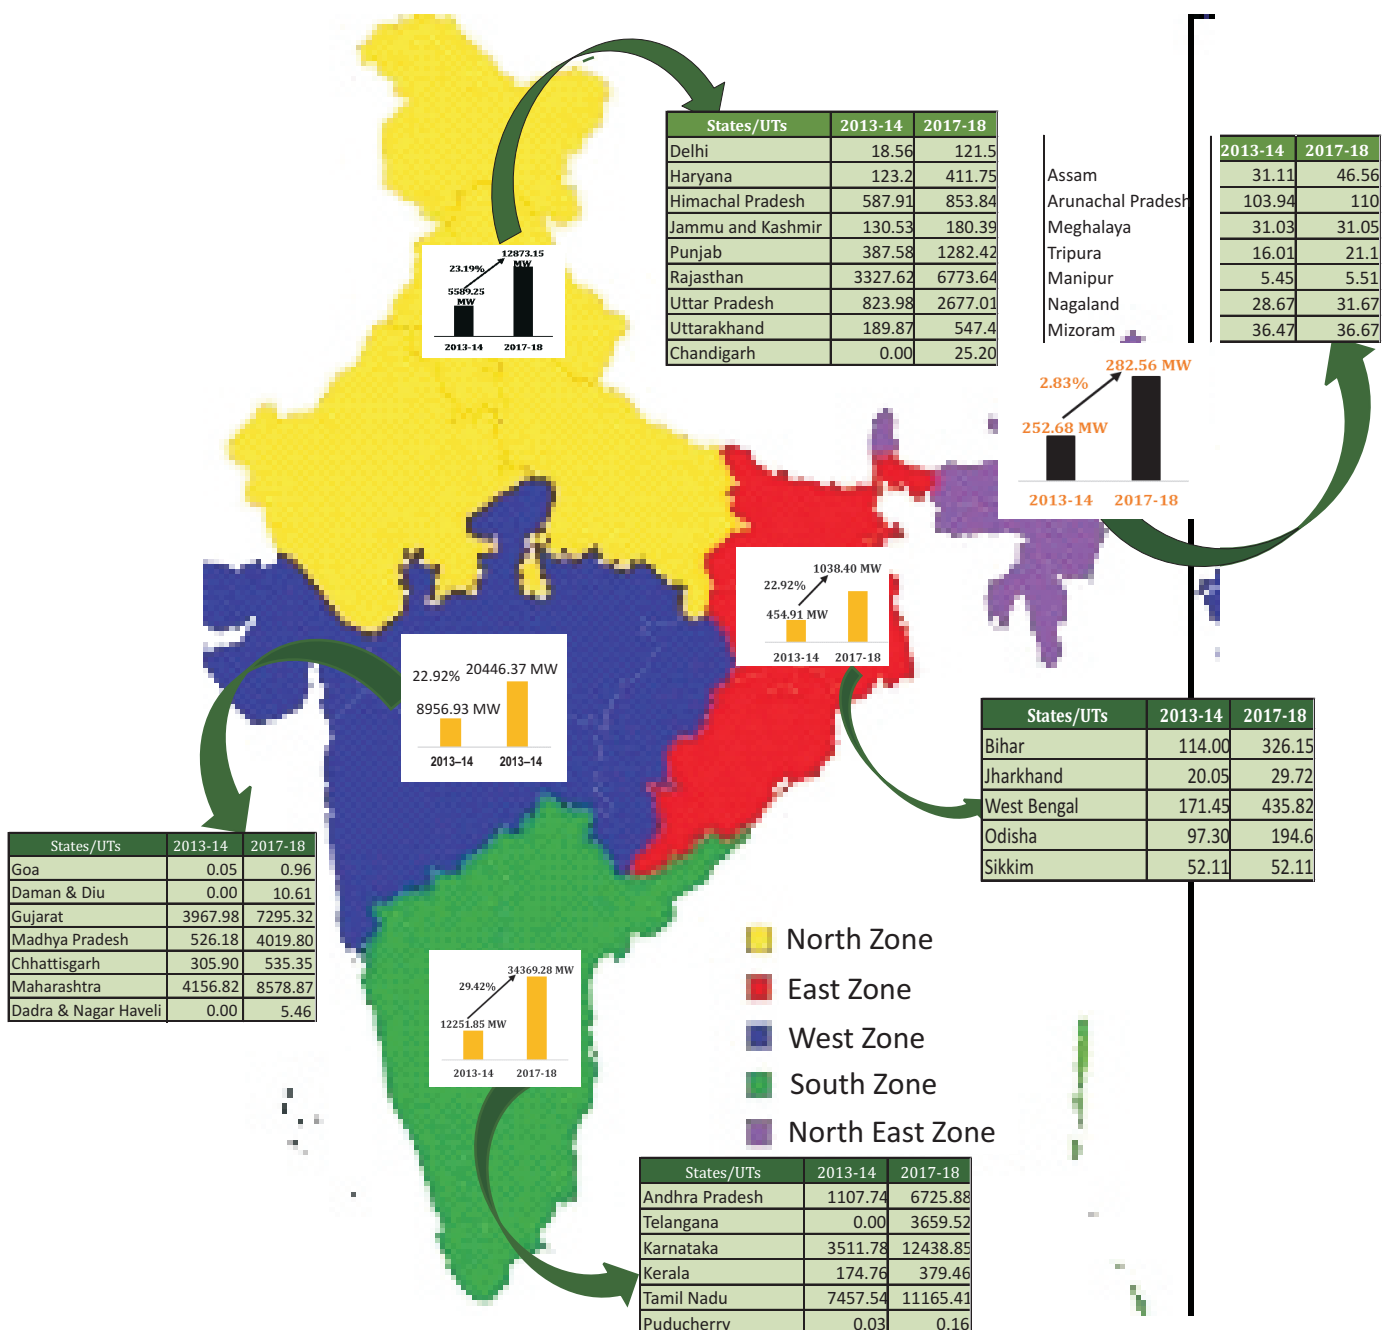 States/UTs 2013-14 2017-18
Delhi 18.56 121.5
Haryana 123.2 411.75
Himachal Pradesh 587.91 853.84
Jammu and Kashmir 130.53 180.39
Punjab 387.58 1282.42
Rajasthan 3327.62 6773.64
Uttar Pradesh 823.98 2677.01
Uttarakhand 189.87 547.4
Chandigarh 0.00 25.20
2013-14 2017-18
Assam 31.11 46.56
Arunachal Pradesh 103.94 110
Meghalaya 31.03 31.05
Tripura 16.01 21.1
Manipur 5.45 5.51
Nagaland 28.67 31.67
Mizoram 36.47 36.67
12873.15 MW
23.19%
5589.25 MW
2013-14 2017-18
282.56 MW
2.83%
252.68 MW
2013-14 2017-18
1038.40 MW
22.92%
454.91 MW
2013-14 2017-18
22.92% 20446.37 MW
8956.93 MW
2013–14 2013–14
States/UTs 2013-14 2017-18
Bihar 114.00 326.15
Jharkhand 20.05 29.72
West Bengal 171.45 435.82
Odisha 97.30 194.6
Sikkim 52.11 52.11
States/UTs 2013-14 2017-18
Goa 0.05 0.96
Daman & Diu 0.00 10.61
Gujarat 3967.98 7295.32
Madhya Pradesh 526.18 4019.80
Chhattisgarh 305.90 535.35
Maharashtra 4156.82 8578.87
Dadra & Nagar Haveli 0.00 5.46
34369.28 MW
29.42%
12251.85 MW
2013-14 2017-18
North Zone
East Zone
West Zone
South Zone
North East Zone
States/UTs 2013-14 2017-18
Andhra Pradesh 1107.74 6725.88
Telangana 0.00 3659.52
Karnataka 3511.78 12438.85
Kerala 174.76 379.46
Tamil Nadu 7457.54 11165.41
Puducherry 0.03 0.16